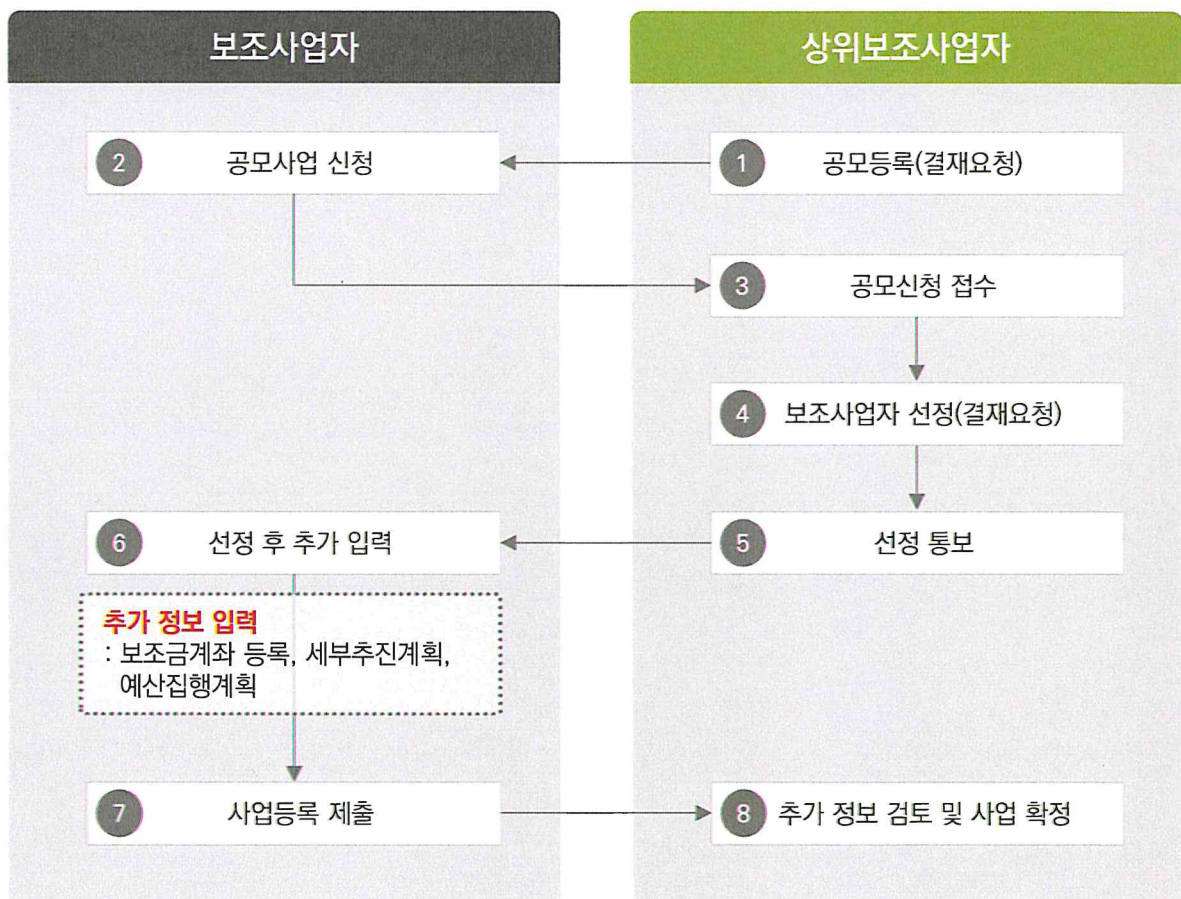 보조사업자
상위보조사업자
2 공모사업 신청
1 공모등록(결재요청)
3 공모신청 접수
4 보조사업자 선정(결재요청)
6 선정 후 추가 입력
5 선정 통보
추가 정보 입력
: 보조금계좌 등록, 세부추진계획,
예산집행계획
7 사업등록 제출
8 추가 정보 검토 및 사업 확정